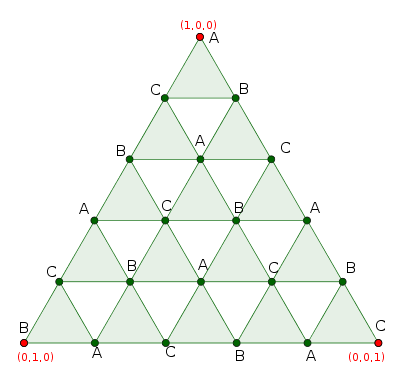 (1,0,0)
A
C B
B A C
A C B A
C B A C B
B A C B A C
(0,1,0) (0,0,1)